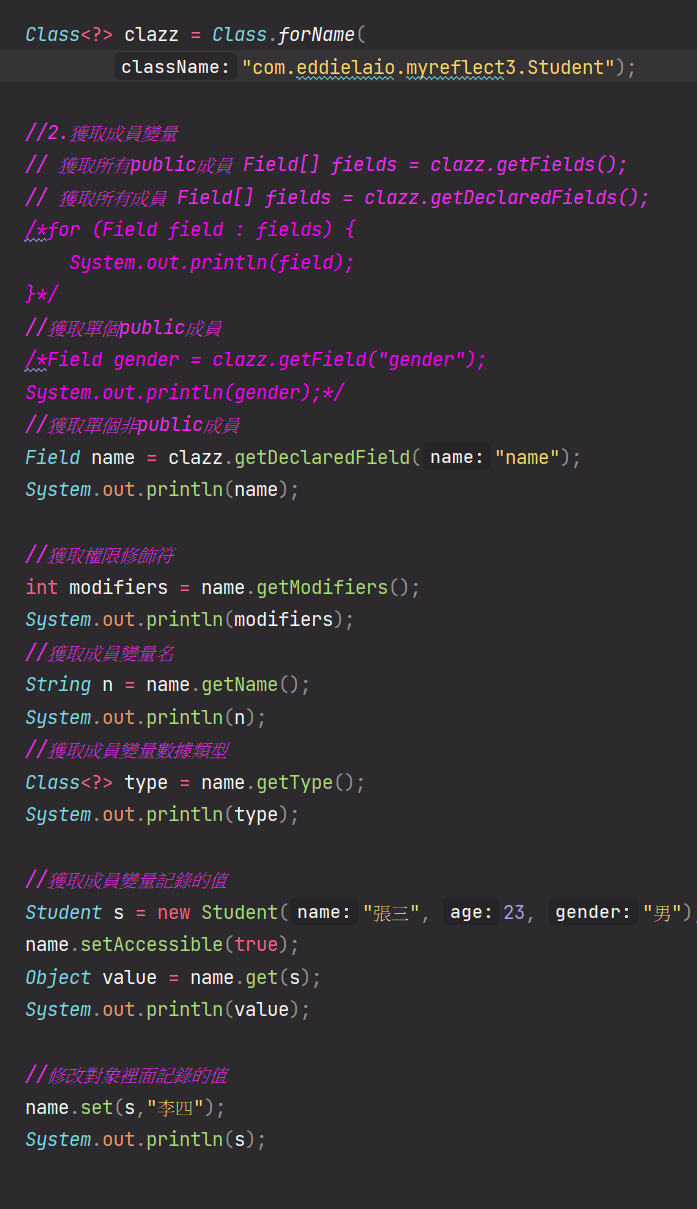 Class<?> clazz = Class.forName(
className: "com.eddielaio.myreflect3.Student");
//2.獲取成員變量
// 獲取所有public成員 Field[] fields = clazz.getFields();
// 獲取所有成員 Field[] fields = clazz.getDeclaredFields();
/*for (Field field : fields) {
System.out.println(field);
}*/
//獲取單個public成員
/*Field gender = clazz.getField("gender");
System.out.println(gender);*/
//獲取單個非public成員
Field name = clazz.getDeclaredField( name: "name");
System.out.println(name);
//獲取權限修飾符
int modifiers = name.getModifiers();
System.out.println(modifiers);
//獲取成員變量名
String n = name.getName();
System.out.println(n);
//獲取成員變量數據類型
Class<?> type = name.getType();
System.out.println(type);
//獲取成員變量記錄的值
Student s = new Student( name: "張三", age: 23, gender: "男")
name.setAccessible(true);
Object value = name.get(s);
System.out.println(value);
//修改對象裡面記錄的值
name.set(s,"李四");
System.out.println(s);